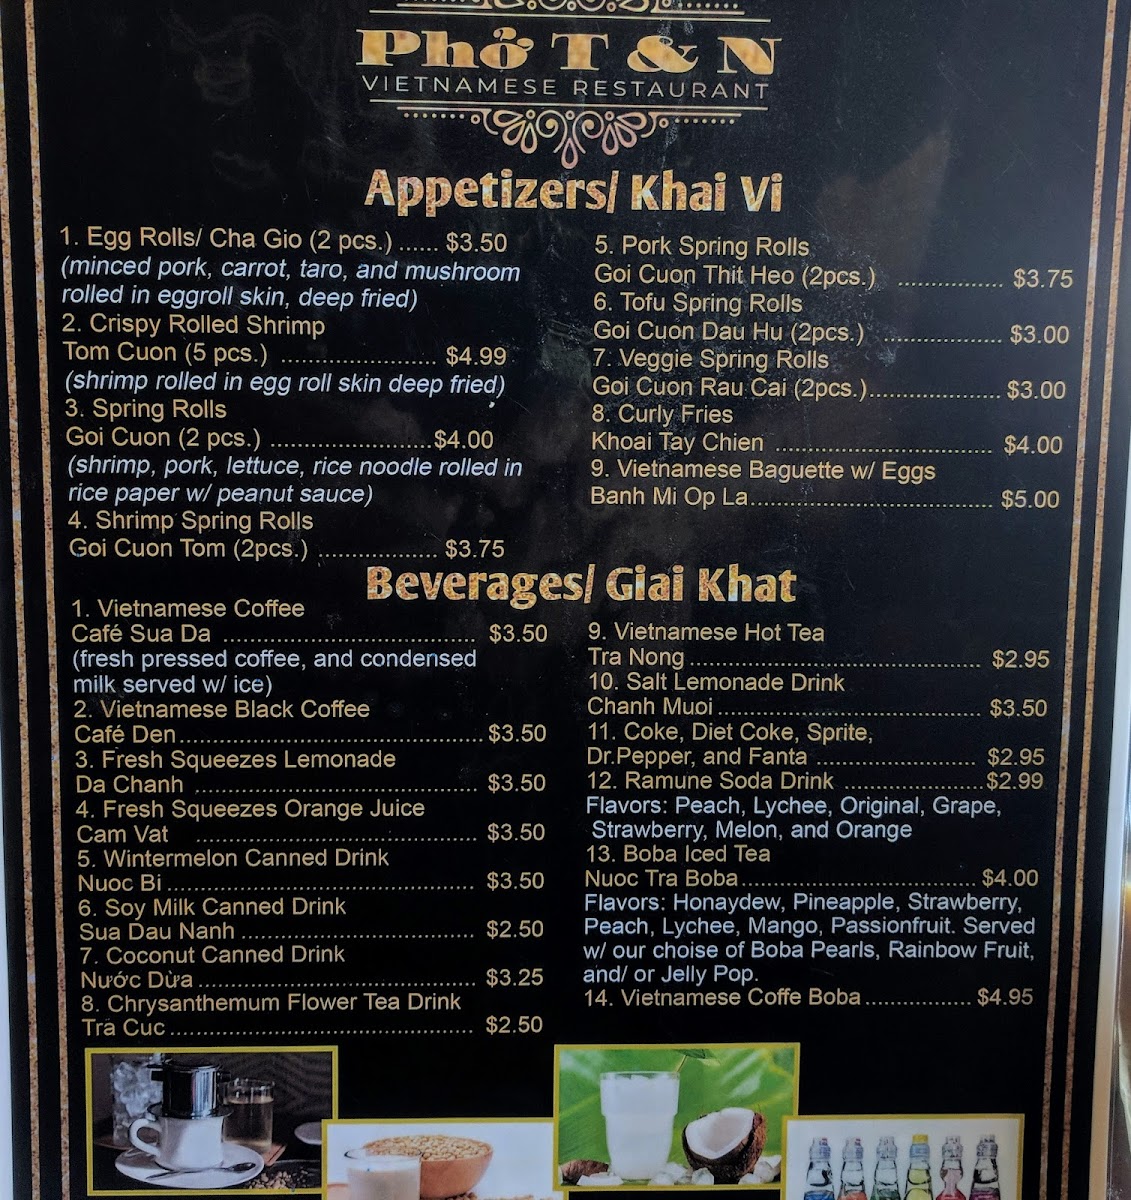 Phở T & N
VIETNAMESE RESTAURANT
Appetizers/ Khai Vi
1. Egg Rolls/ Cha Gio (2 pcs.) ...... $3.50
(minced pork, carrot, taro, and mushroom
rolled in eggroll skin, deep fried)
2. Crispy Rolled Shrimp
Tom Cuon (5 pcs.) ........................ $4.99
(shrimp rolled in egg roll skin deep fried)
3. Spring Rolls
Goi Cuon (2 pcs.) .........................$4.00
(shrimp, pork, lettuce, rice noodle rolled in
rice paper w/ peanut sauce)
4. Shrimp Spring Rolls
Goi Cuon Tom (2pcs.) .................. $3.75
5. Pork Spring Rolls
Goi Cuon Thit Heo (2pcs.) ................ $3.75
6. Tofu Spring Rolls
Goi Cuon Dau Hu (2pcs.) .................. $3.00
7. Veggie Spring Rolls
Goi Cuon Rau Cai (2pcs.).................... $3.00
8. Curly Fries
Khoai Tay Chien ................................. $4.00
9. Vietnamese Baguette w/ Eggs
Banh Mi Op La..................................... $5.00
Beverages/ Giai Khat
1. Vietnamese Coffee
Café Sua Da ...................................... $3.50
(fresh pressed coffee, and condensed
milk served w/ ice)
2. Vietnamese Black Coffee
Café Den..............................................$3.50
3. Fresh Squeezes Lemonade
Da Chanh ........................................... $3.50
4. Fresh Squeezes Orange Juice
Cam Vat ........................................... $3.50
5. Wintermelon Canned Drink
Nuoc Bi ............................................... $3.50
6. Soy Milk Canned Drink
Sua Dau Nanh .................................... $2.50
7. Coconut Canned Drink
Nước Dừa .......................................... $3.25
8. Chrysanthemum Flower Tea Drink
Tra Cuc .............................................. $2.50
9. Vietnamese Hot Tea
Tra Nong ............................................ $2.95
10. Salt Lemonade Drink
Chanh Muoi ........................................ $3.50
11. Coke, Diet Coke, Sprite,
Dr.Pepper, and Fanta ........................ $2.95
12. Ramune Soda Drink .....................$2.99
Flavors: Peach, Lychee, Original, Grape,
Strawberry, Melon, and Orange
13. Boba Iced Tea
Nuoc Tra Boba................................... $4.00
Flavors: Honaydew, Pineapple, Strawberry,
Peach, Lychee, Mango, Passionfruit. Served
w/ our choise of Boba Pearls, Rainbow Fruit,
and/ or Jelly Pop.
14. Vietnamese Coffe Boba................ $4.95